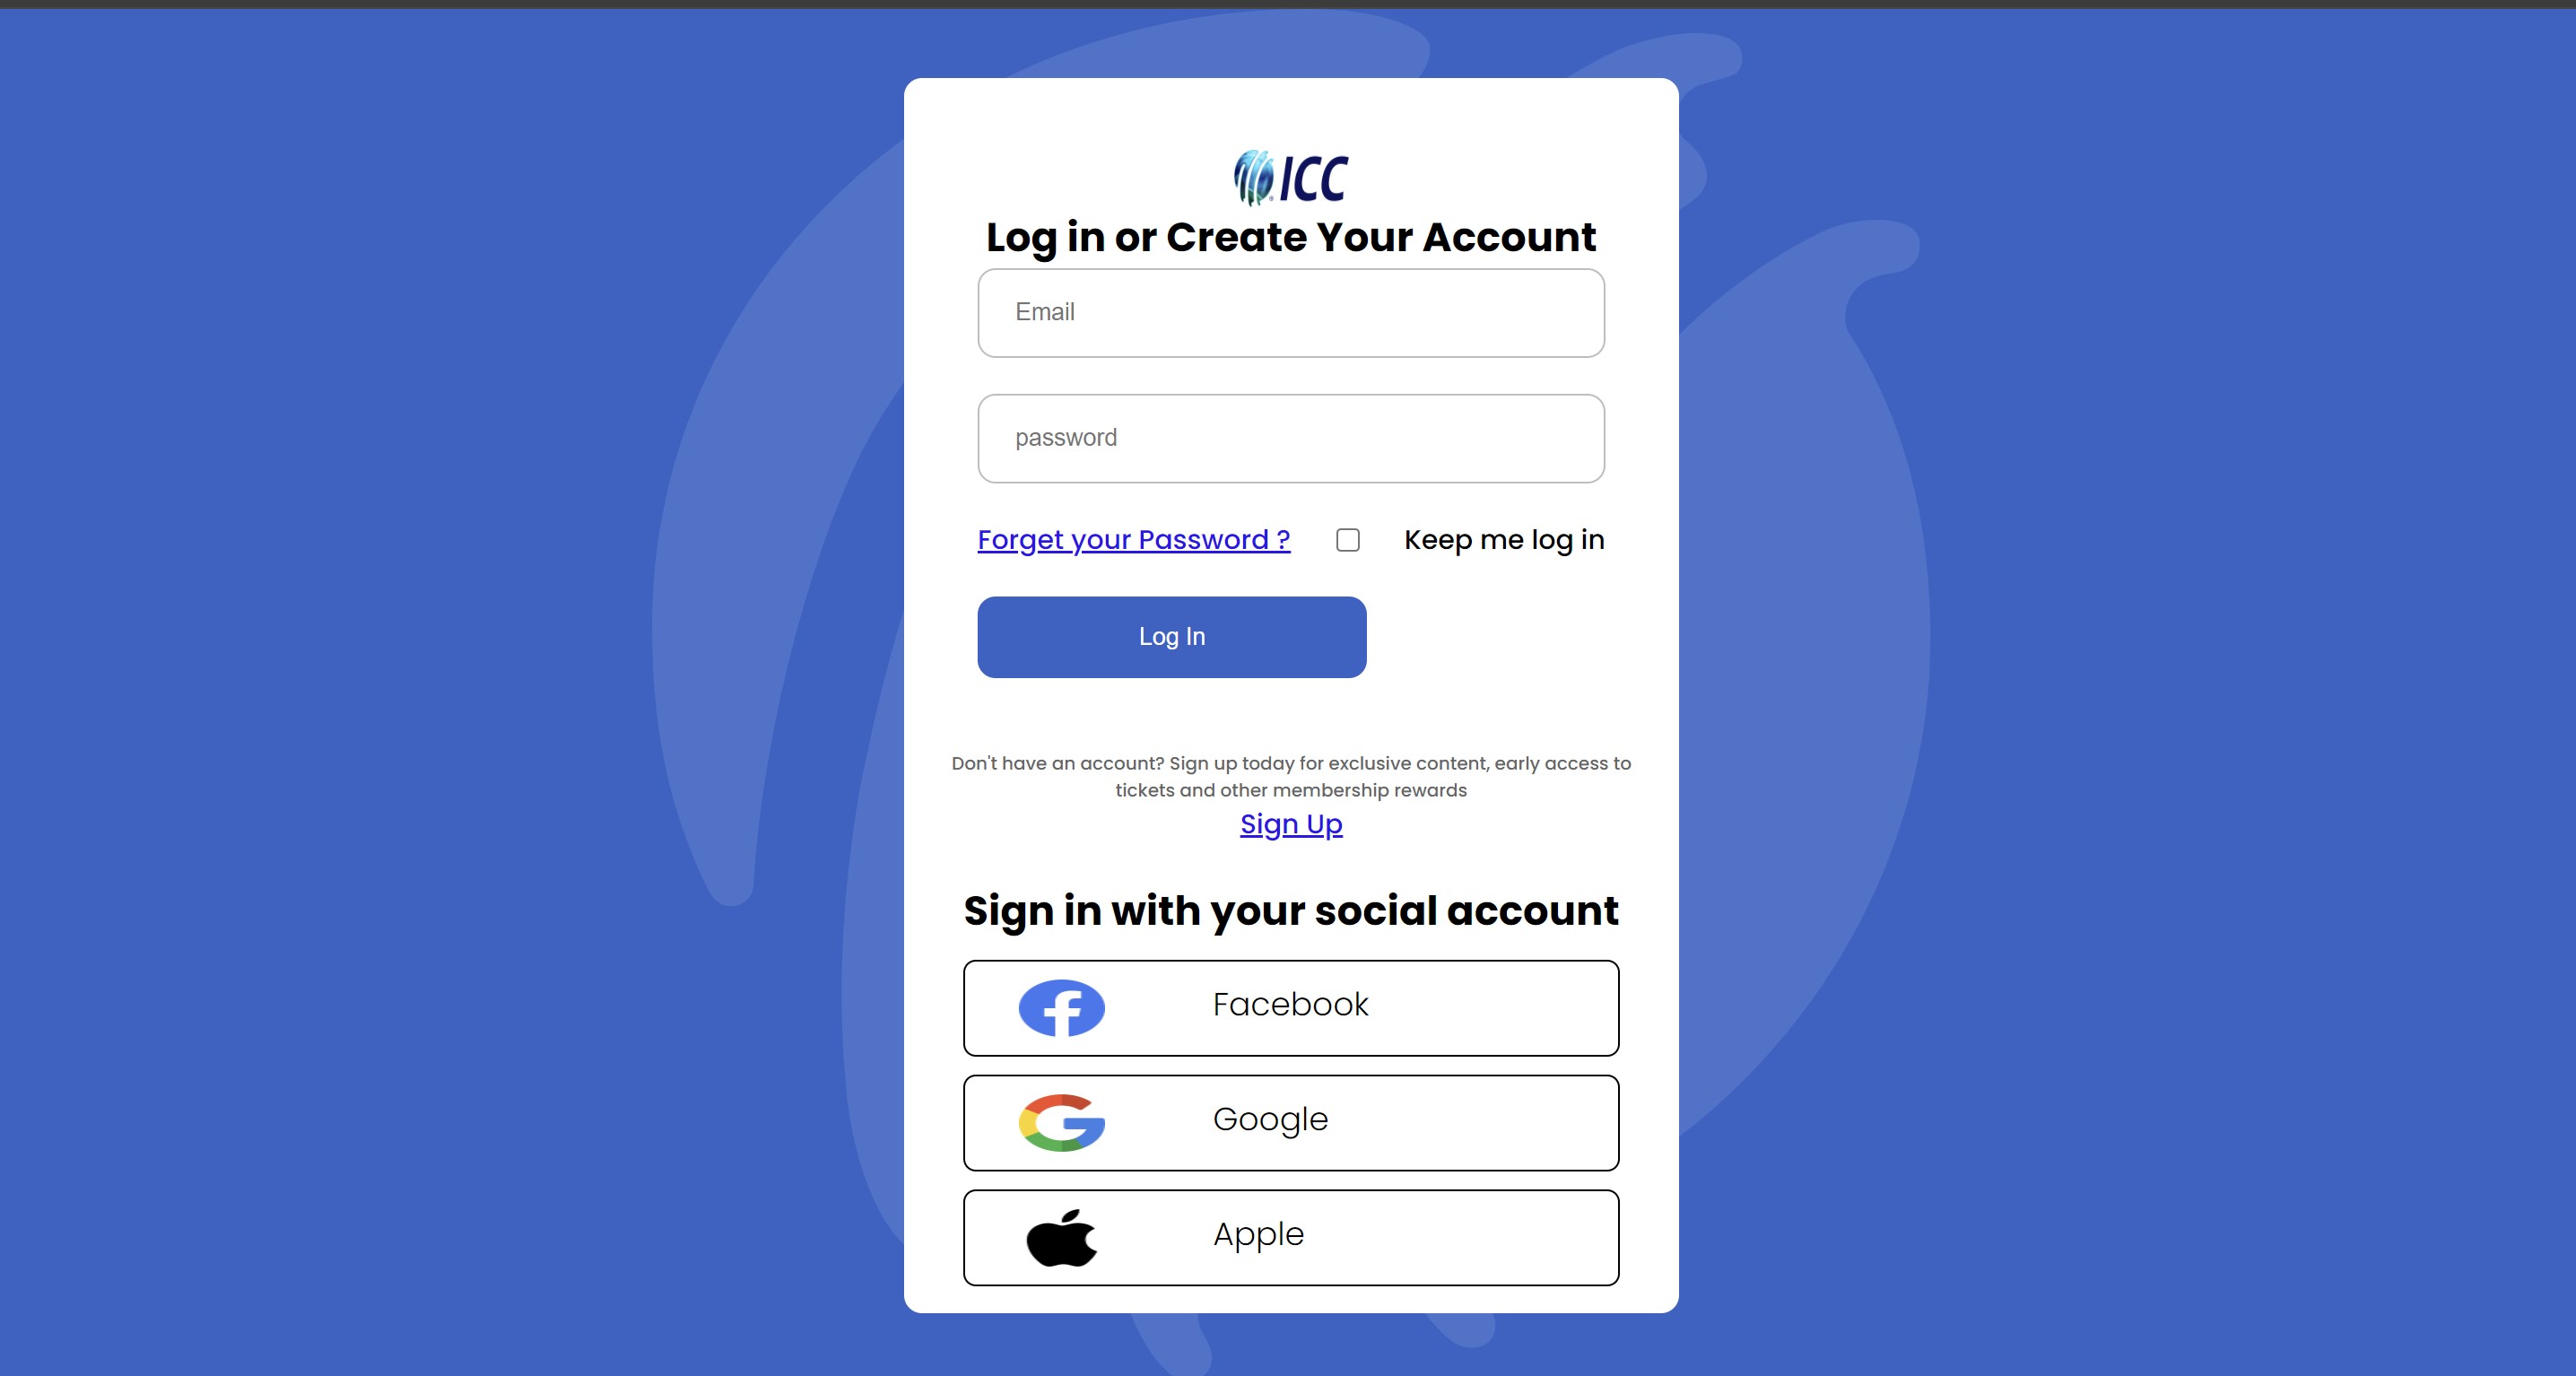 ICC
Log in or Create Your Account
Email
password
Forget your Password ? Keep me log in
Log In
Don't have an account? Sign up today for exclusive content, early access to
tickets and other membership rewards
Sign Up
Sign in with your social account
Facebook
Google
Apple